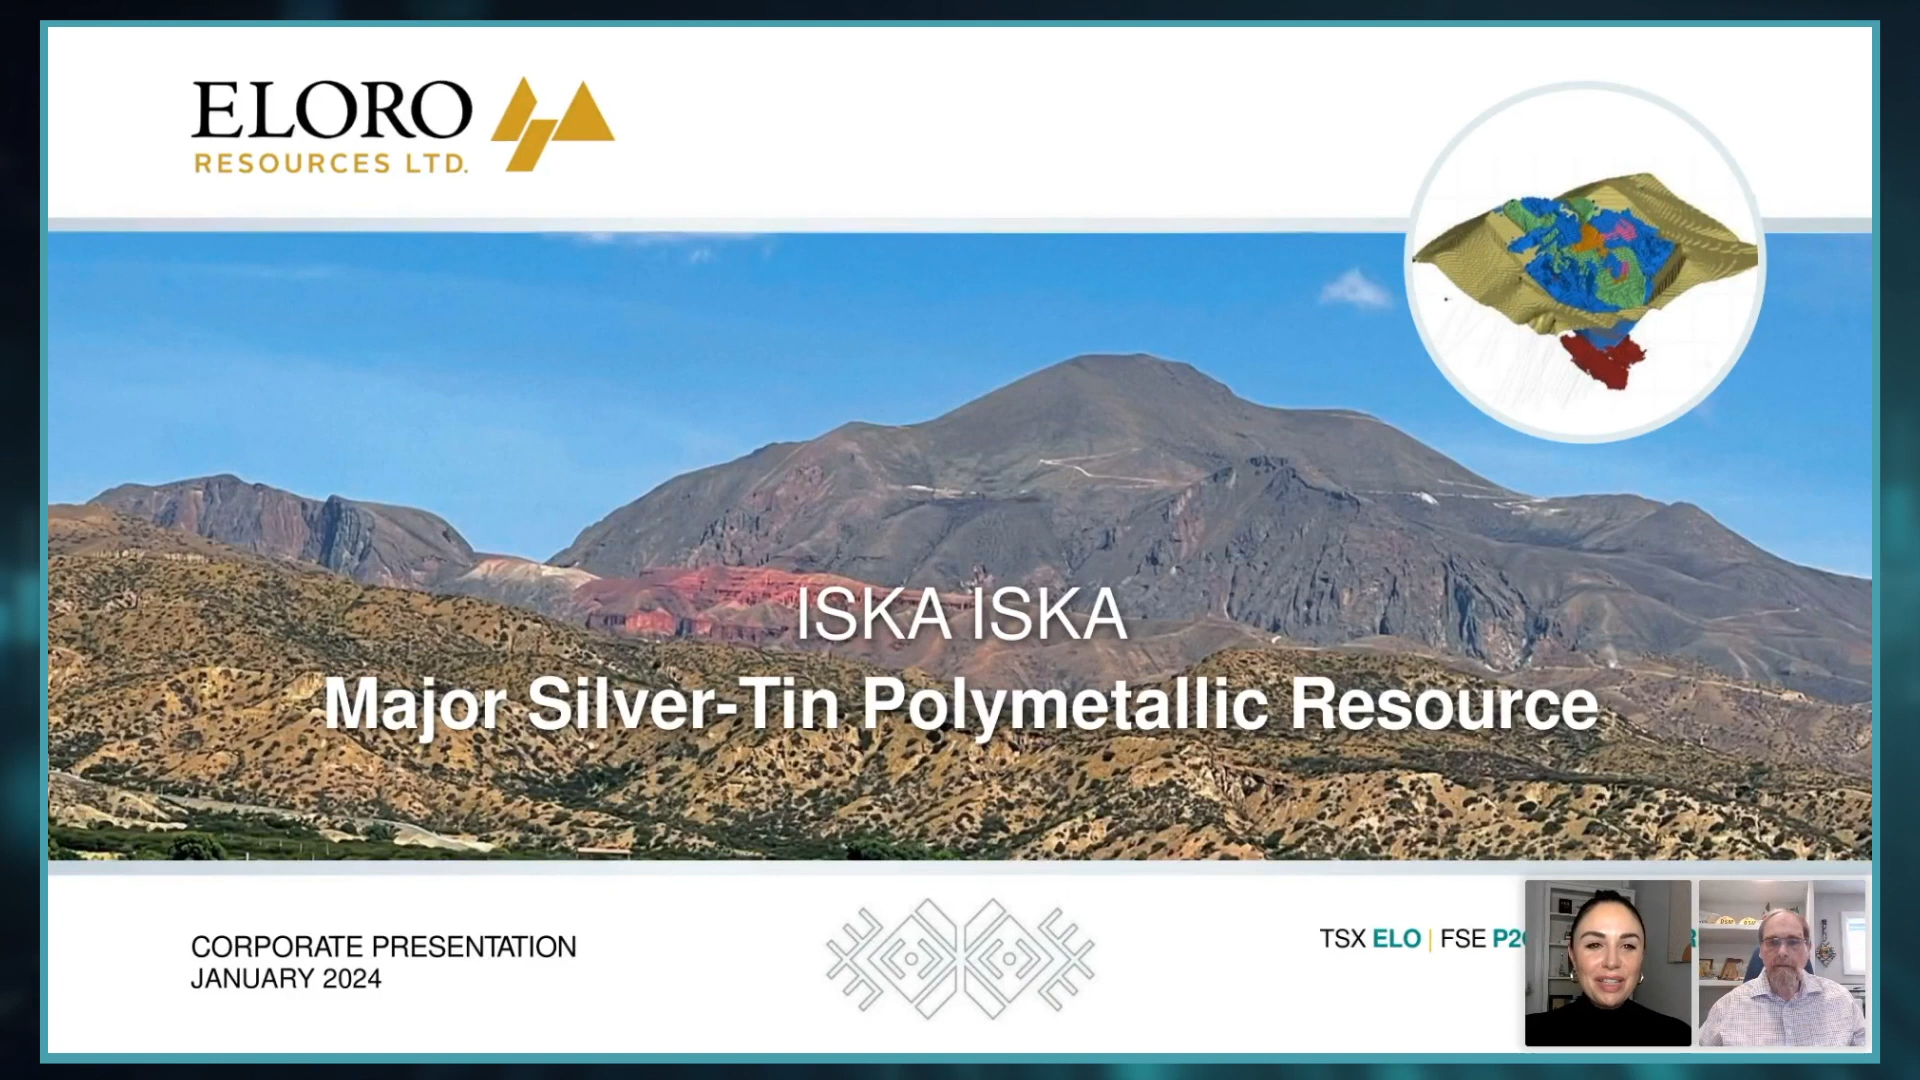 ELORO
RESOURCES LTD.
ISKA ISKA
Major Silver-Tin Polymetallic Resource
CORPORATE PRESENTATION
JANUARY 2024
TSX ELO | FSE